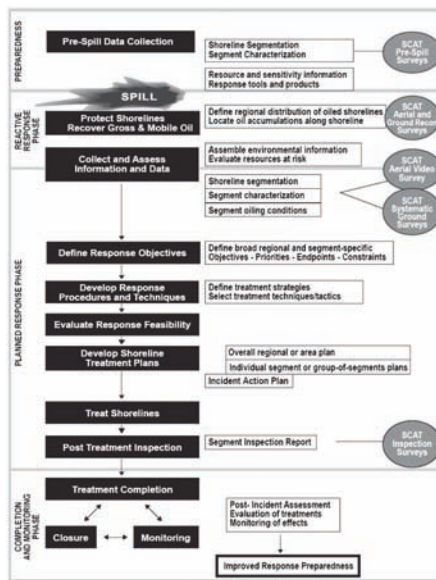 PREPAREDNESS
Pre-Spill Data Collection
Shoreline Segmentation
Segment Characterization
Resource and sensitivity information
Response tools and products
SCAT
Pre-Spill
Surveys
SPILL
REACTIVE
RESPONSE
PHASE
Protect Shorelines
Recover Gross & Mobile Oil
Define regional distribution of oiled shorelines
Locate oil accumulations along shoreline
SCAT
Aerial and
Ground Recon
Surveys
PLANNED RESPONSE PHASE
Collect and Assess
Information and Data
Assemble environmental information
Evaluate resources at risk
Shoreline segmentation
Segment characterization
Segment oiling conditions
SCAT
Aerial Video
Survey
SCAT
Systematic
Ground
Surveys
Define Response Objectives
Define broad regional and segment-specific
Objectives - Priorities - Endpoints - Constraints
Develop Response
Procedures and Techniques
Define treatment strategies
Select treatment techniques/tactics
Evaluate Response Feasibility
Develop Shoreline
Treatment Plans
Overall regional or area plan
Individual segment or group-of-segments plans
Incident Action Plan
Treat Shorelines
Post Treatment Inspection
Segment Inspection Report
SCAT
Inspection
Surveys
COMPLETION
AND MONITORING
PHASE
Treatment Completion
Closure
Monitoring
Post- Incident Assessment
Evaluation of treatments
Monitoring of effects
Improved Response Preparedness